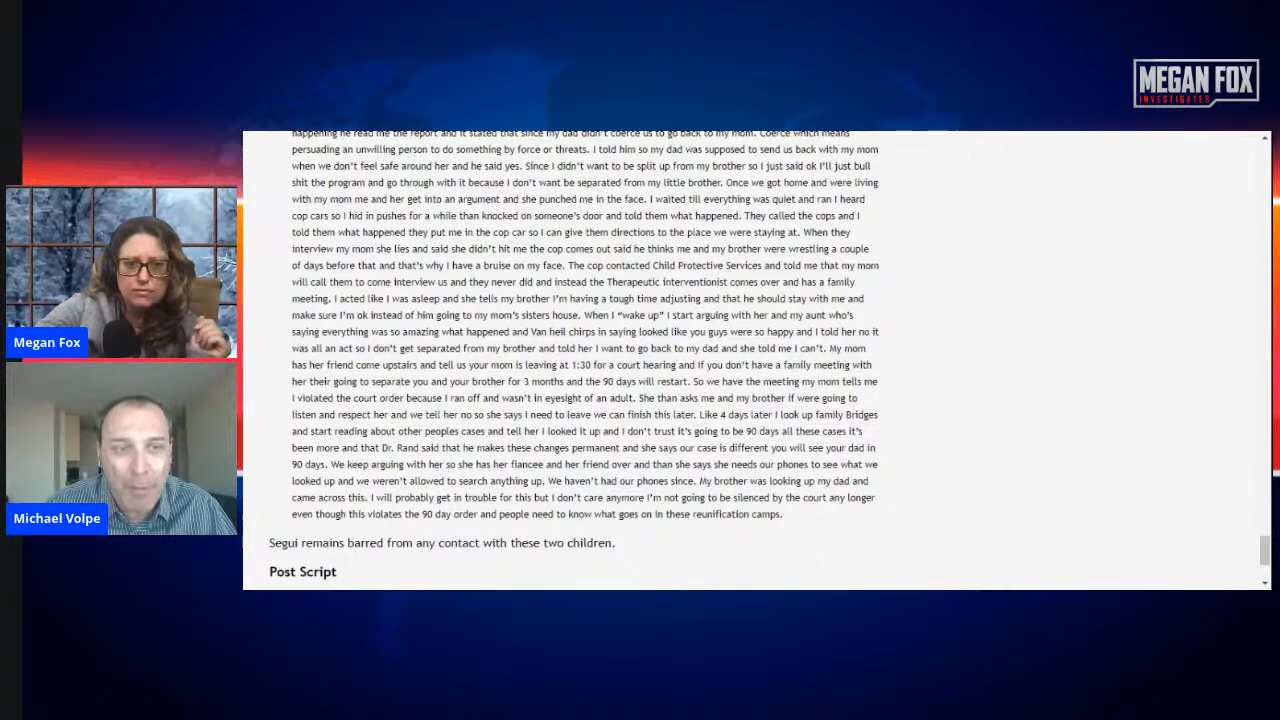 MEGAN FOX
INVESTIGATES
happening he read me the report and it stated that since my dad didn't coerce us to go back to my mom. Coerce which means
persuading an unwilling person to do something by force or threats. I told him so my dad was supposed to send us back with my mom
when we don't feel safe around her and he said yes. Since I didn't want to be split up from my brother so I just said ok I'll just bull
shit the program and go through with it because I don't want be separated from my little brother. Once we got home and were living
with my mom me and her get into an argument and she punched me in the face. I waited till everything was quiet and ran I heard
cop cars so I hid in pushes for a while than knocked on someone's door and told them what happened. They called the cops and I
told them what happened they put me in the cop car so I can give them directions to the place we were staying at. When they
interview my mom she lies and said she didn't hit me the cop comes out said he thinks me and my brother were wrestling a couple
of days before that and that's why I have a bruise on my face. The cop contacted Child Protective Services and told me that my mom
will call them to come interview us and they never did and instead the Therapeutic interventionist comes over and has a family
meeting. I acted like I was asleep and she tells my brother I'm having a tough time adjusting and that he should stay with me and
make sure I'm ok instead of him going to my mom's sisters house. When I "wake up" I start arguing with her and my aunt who's
saying everything was so amazing what happened and Van heil chirps in saying looked like you guys were so happy and I told her no it
was all an act so I don't get separated from my brother and told her I want to go back to my dad and she told me I can't. My mom
has her friend come upstairs and tell us your mom is leaving at 1:30 for a court hearing and if you don't have a family meeting with
her their going to separate you and your brother for 3 months and the 90 days will restart. So we have the meeting my mom tells me
I violated the court order because I ran off and wasn't in eyesight of an adult. She than asks me and my brother if were going to
listen and respect her and we tell her no so she says I need to leave we can finish this later. Like 4 days later I look up family Bridges
and start reading about other peoples cases and tell her I looked it up and I don't trust it's going to be 90 days all these cases it's
been more and that Dr. Rand said that he makes these changes permanent and she says our case is different you will see your dad in
90 days. We keep arguing with her so she has her fiancee and her friend over and than she says she needs our phones to see what we
looked up and we weren't allowed to search anything up. We haven't had our phones since. My brother was looking up my dad and
came across this. I will probably get in trouble for this but I don't care anymore I'm not going to be silenced by the court any longer
even though this violates the 90 day order and people need to know what goes on in these reunification camps.
Segui remains barred from any contact with these two children.
Post Script
Megan Fox
Michael Volpe